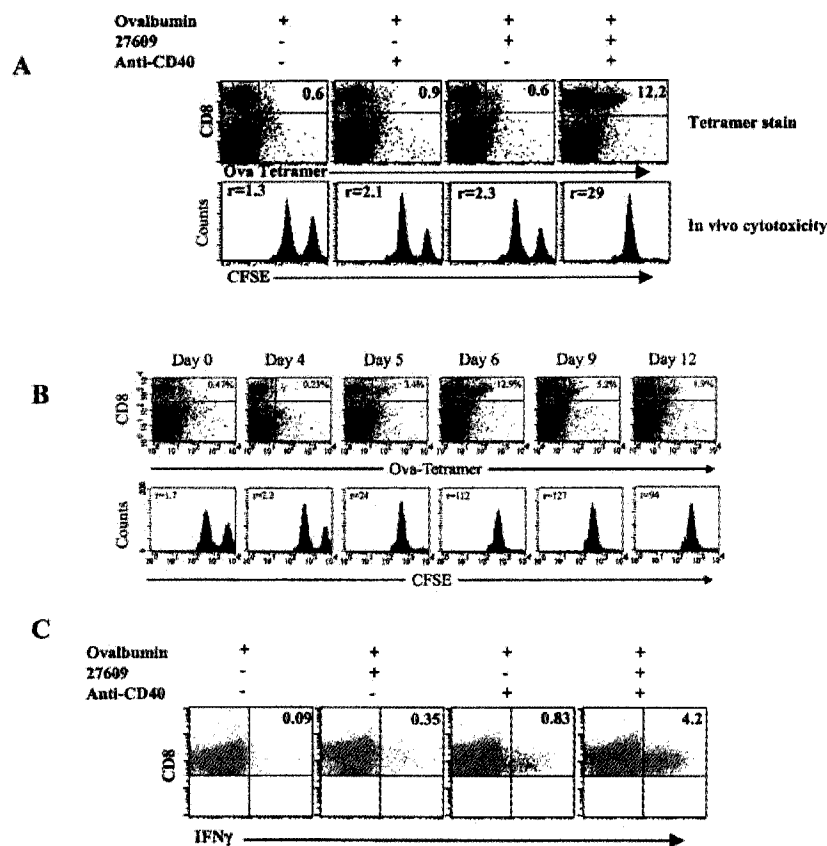 A
Ovalbumin + + + +
27609 - - + +
Anti-CD40 - + - +
CD8
0.6 0.9 0.6 12.2
Tetramer stain
Ova Tetramer
Counts
r=1.3 r=2.1 r=2.3 r=29
In vivo cytotoxicity
CFSE
B
Day 0 Day 4 Day 5 Day 6 Day 9 Day 12
CD8
0.47% 0.23% 12.9% 5.2%
Ova-Tetramer
Counts
r=1.7 r=2.2 r=24 r=112 r=127 r=94
CFSE
C
Ovalbumin + + + +
27609 - + - +
Anti-CD40 - - + +
CD8
0.09 0.35 0.83 4.2
IFNγ